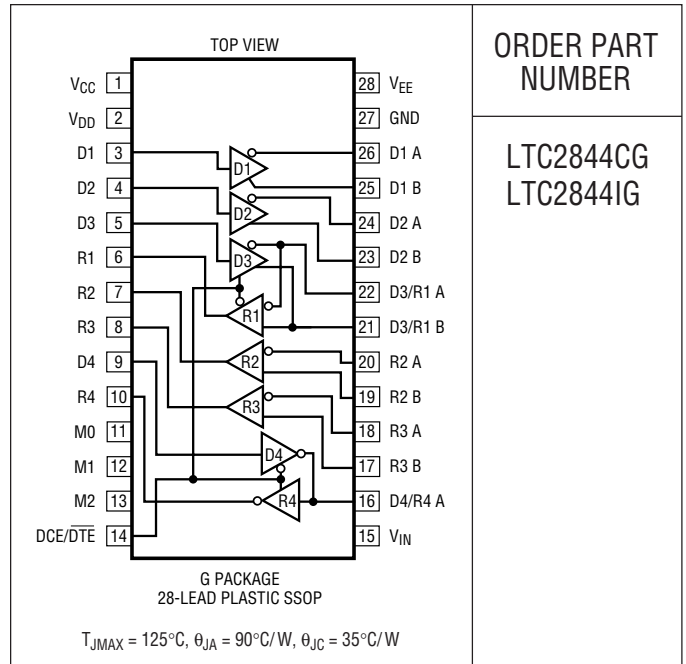 TOP VIEW
VCC 1
VDD 2
D1 3
D2 4
D3 5
R1 6
R2 7
R3 8
D4 9
R4 10
M0 11
M1 12
M2 13
DCE/D̅T̅E̅ 14
28 VEE
27 GND
26 D1 A
25 D1 B
24 D2 A
23 D2 B
22 D3/R1 A
21 D3/R1 B
20 R2 A
19 R2 B
18 R3 A
17 R3 B
16 D4/R4 A
15 VIN
D1
D2
D3
R1
R2
R3
D4
R4
G PACKAGE
28-LEAD PLASTIC SSOP
TJMAX = 125°C, θJA = 90°C/W, θJC = 35°C/W
ORDER PART
NUMBER
LTC2844CG
LTC2844IG